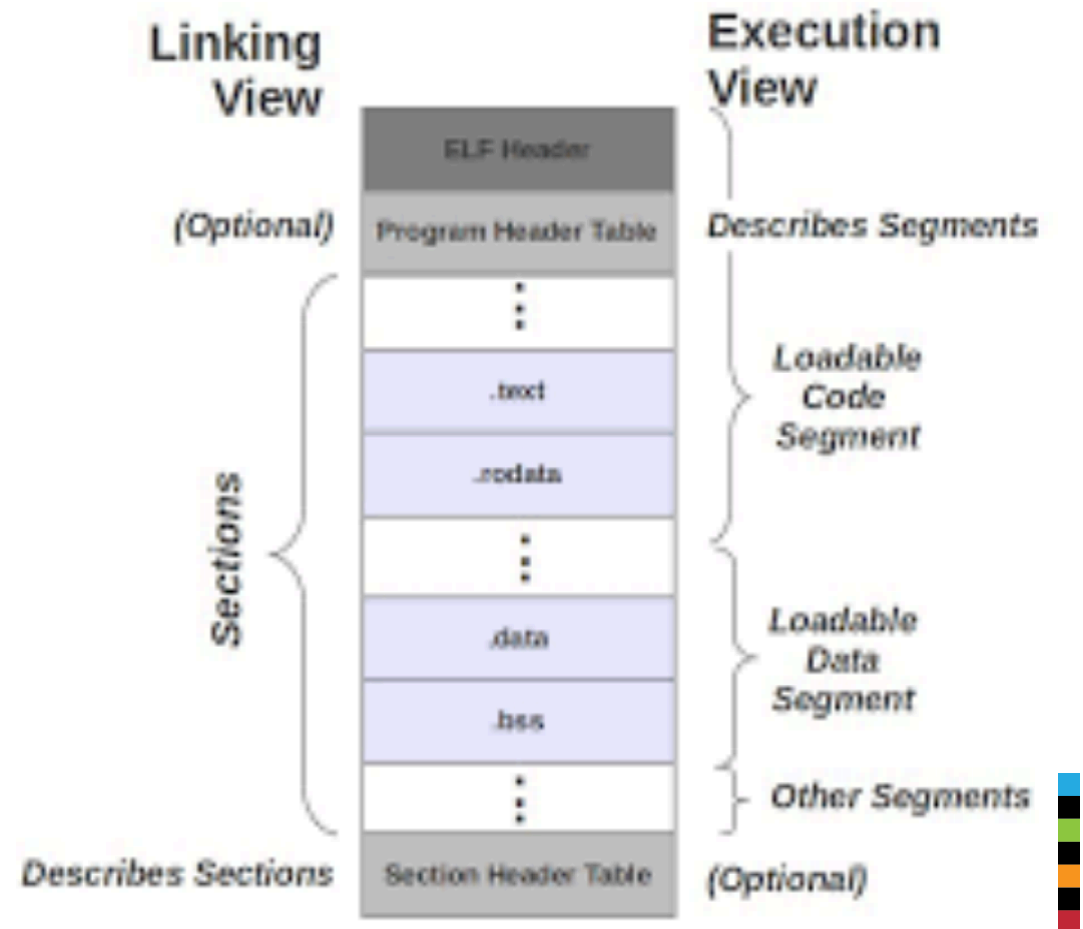 Linking
View
Execution
View
ELF Header
(Optional)
Program Header Table
Describes Segments
.text
Loadable
Code
Segment
.rodata
Sections
.data
Loadable
Data
Segment
.bss
Other Segments
Describes Sections
Section Header Table
(Optional)